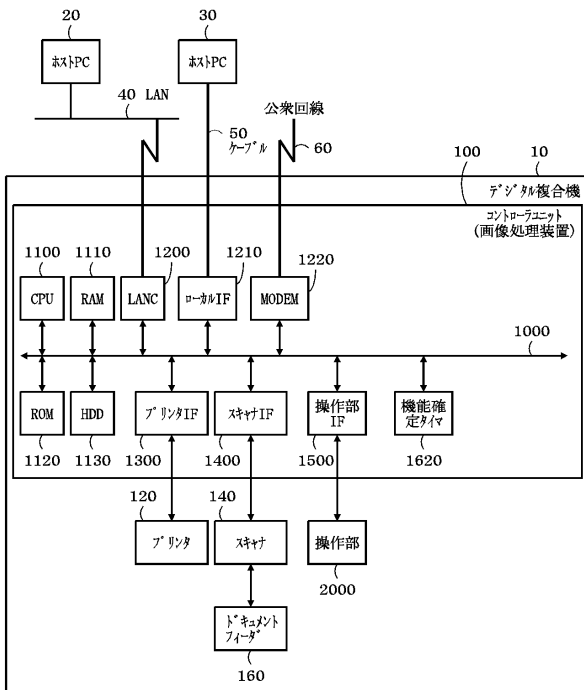 20
30
ホストPC
ホストPC
40 LAN
公衆回線
50
ケーブル
60
100
10
デジタル複合機
コントローラユニット
(画像処理装置)
1100
1110
1200
1210
1220
CPU
RAM
LANC
ローカルIF
MODEM
1000
ROM
HDD
プリンタIF
スキャナIF
操作部
IF
機能確
定タイマ
1120
1130
1300
1400
1500
1620
120
140
プリンタ
スキャナ
操作部
2000
ドキュメント
フィーダ
160